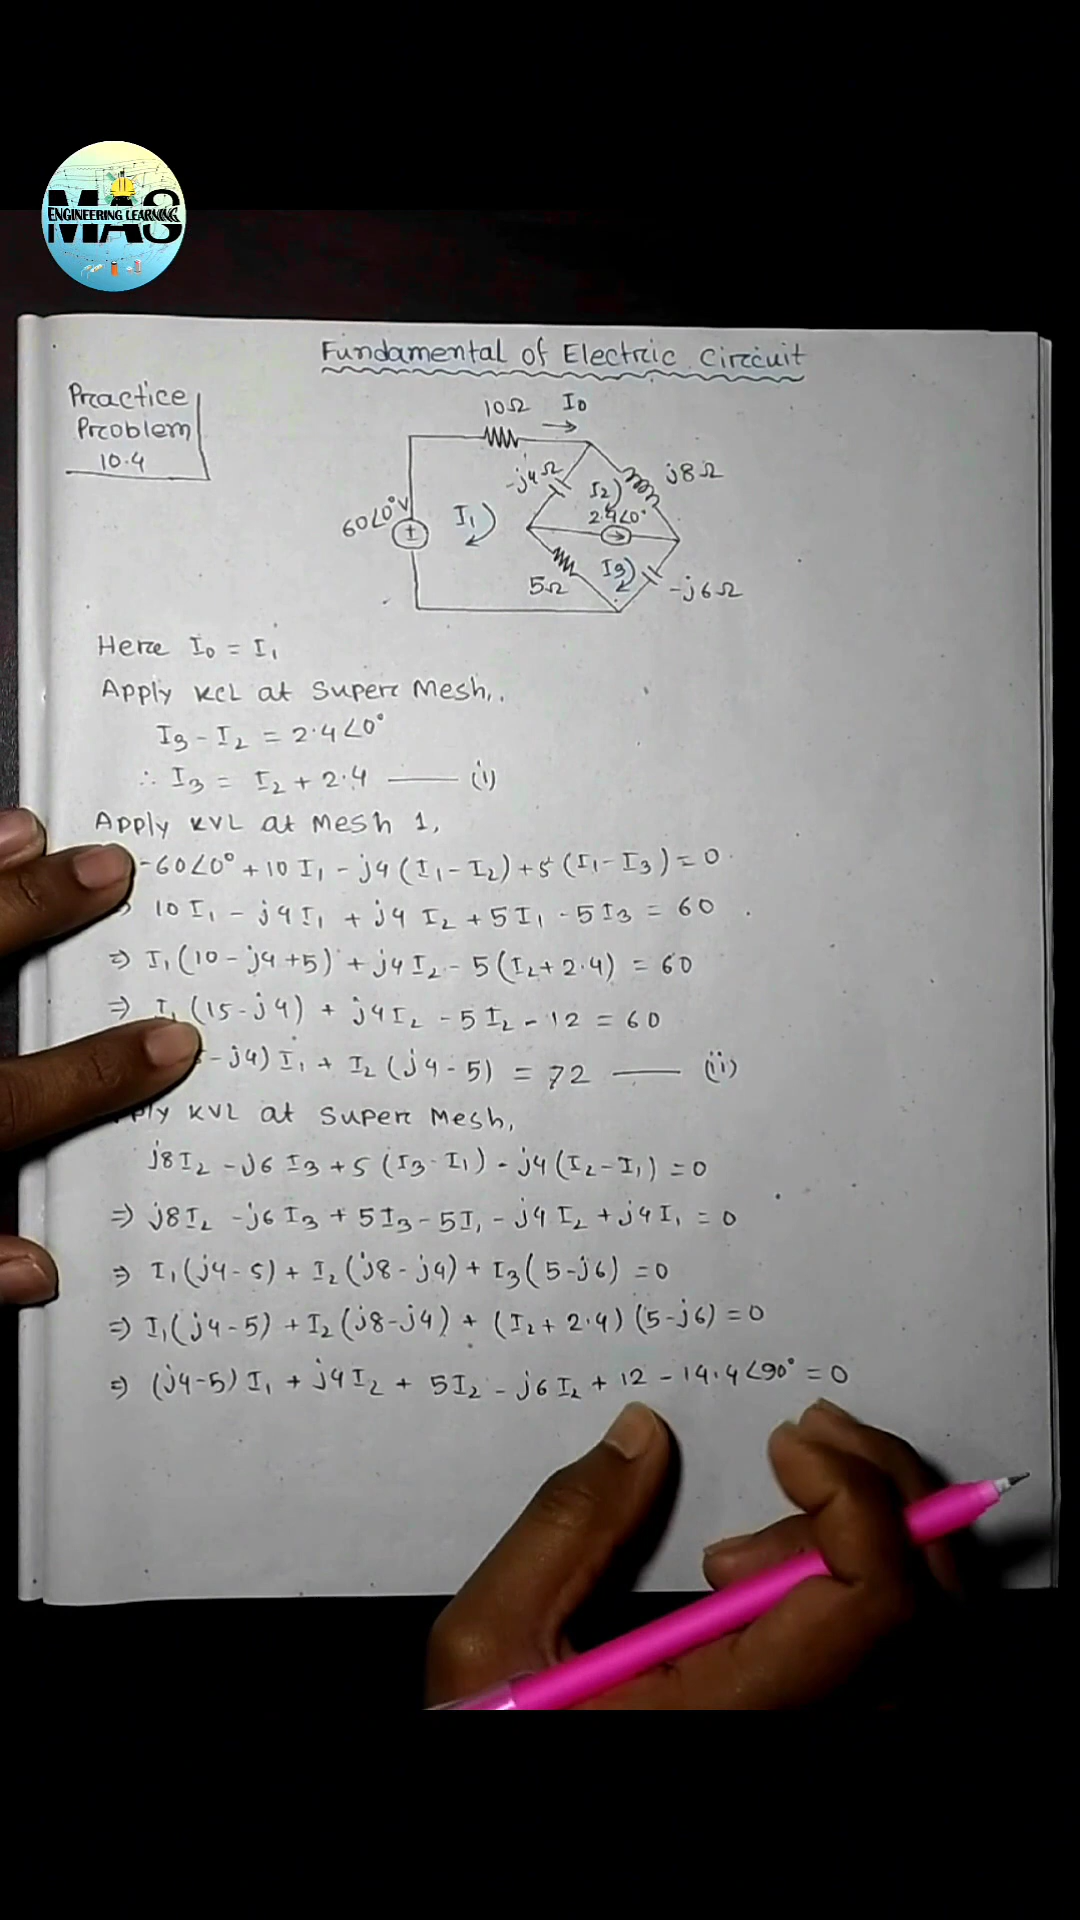 MAS
ENGINEERING LEARNING
Fundamental of Electric Circuit
Practice
Problem
10.4
10Ω I₀
-j4Ω
j8Ω
I₂
60∠0°V
I₁
2.4∠0°
5Ω
I₃
-j6Ω
Here I₀ = I₁
Apply KCL at Super Mesh,.
I₃ - I₂ = 2.4∠0°
∴ I₃ = I₂ + 2.4 —— (i)
Apply KVL at Mesh 1,
-60∠0° + 10 I₁ - j4 (I₁ - I₂) + 5 (I₁ - I₃) = 0
10 I₁ - j4 I₁ + j4 I₂ + 5 I₁ - 5 I₃ = 60
⇒ I₁ (10 - j4 + 5) + j4 I₂ - 5 (I₂ + 2.4) = 60
⇒ I₁ (15 - j4) + j4 I₂ - 5 I₂ - 12 = 60
- j4) I₁ + I₂ (j4 - 5) = 72 —— (ii)
KVL at Super Mesh,
j8 I₂ - j6 I₃ + 5 (I₃ - I₁) - j4 (I₂ - I₁) = 0
⇒ j8 I₂ - j6 I₃ + 5 I₃ - 5 I₁ - j4 I₂ + j4 I₁ = 0
⇒ I₁ (j4 - 5) + I₂ (j8 - j4) + I₃ (5 - j6) = 0
⇒ I₁ (j4 - 5) + I₂ (j8 - j4) + (I₂ + 2.4) (5 - j6) = 0
⇒ (j4 - 5) I₁ + j4 I₂ + 5 I₂ - j6 I₂ + 12 - 14.4∠90° = 0